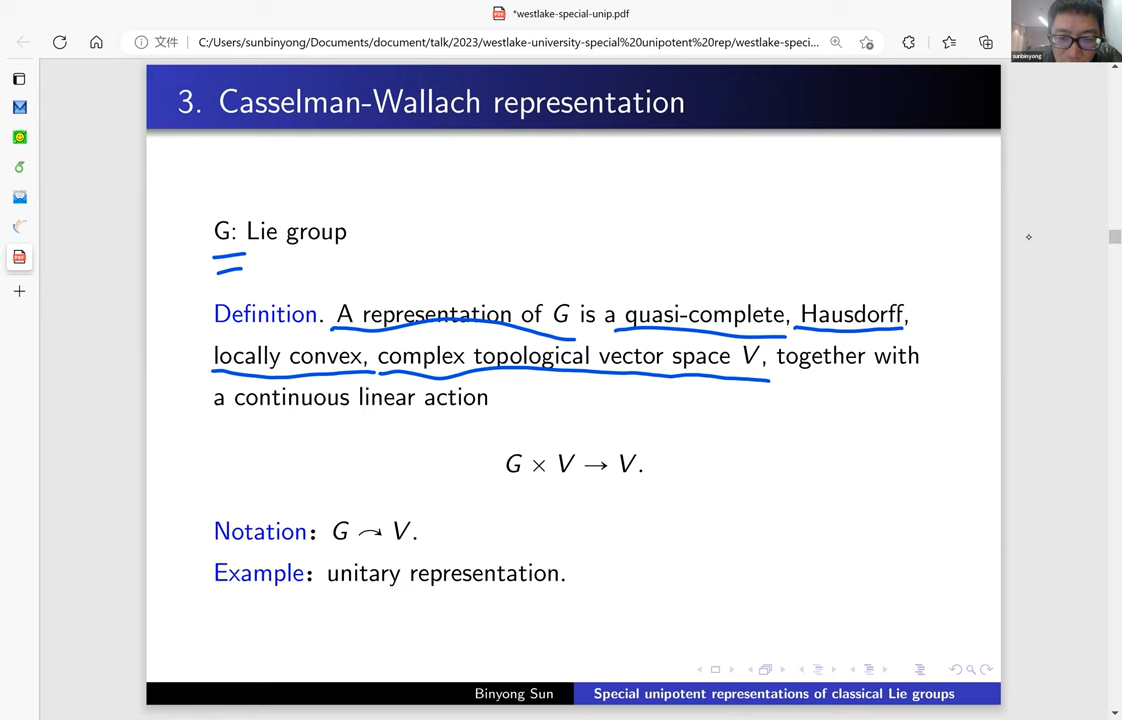 *westlake-special-unip.pdf
文件 C:/Users/sunbinyong/Documents/document/talk/2023/westlake-university-special%20unipotent%20rep/westlake-speci...
sunbinyong
3. Casselman-Wallach representation
G: Lie group
Definition. A representation of G is a quasi-complete, Hausdorff,
locally convex, complex topological vector space V, together with
a continuous linear action
G × V → V.
Notation： G ↷ V.
Example： unitary representation.
Binyong Sun Special unipotent representations of classical Lie groups